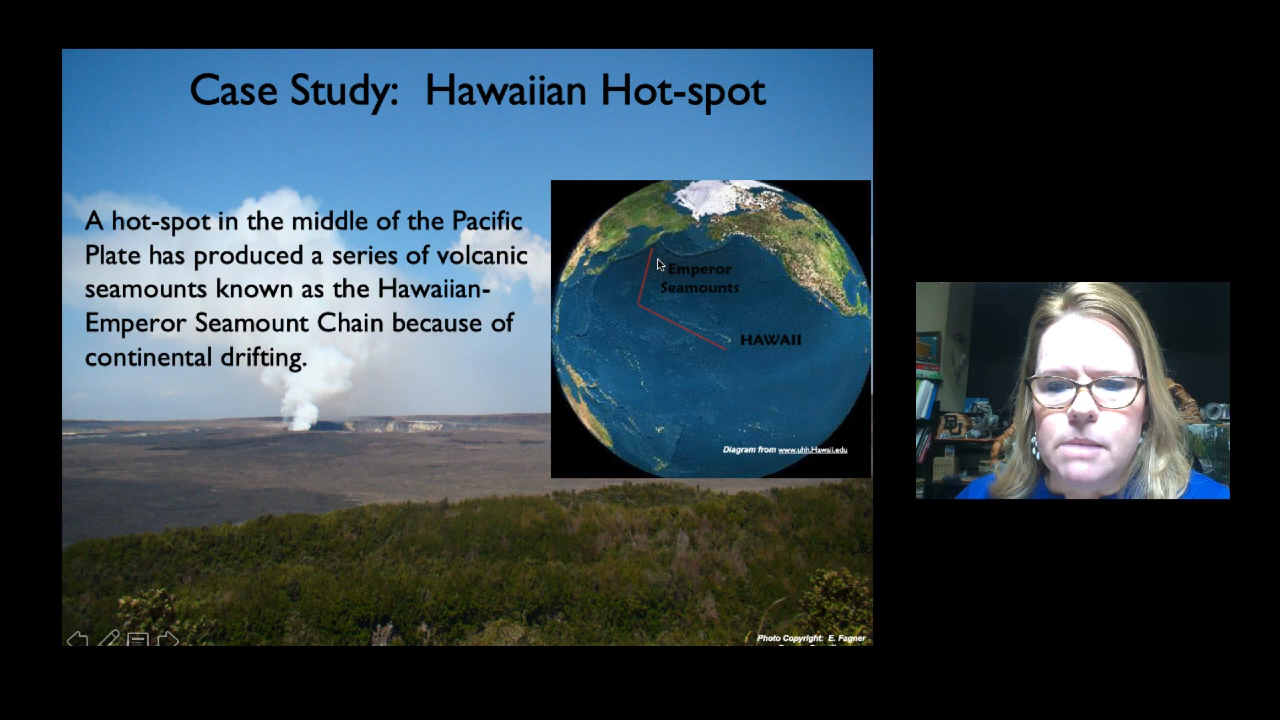 Case Study: Hawaiian Hot-spot
A hot-spot in the middle of the Pacific
Plate has produced a series of volcanic
seamounts known as the Hawaiian-
Emperor Seamount Chain because of
continental drifting.
Emperor
Seamounts
HAWAII
Diagram from www.uhh.Hawaii.edu
Photo Copyright: E. Fagner